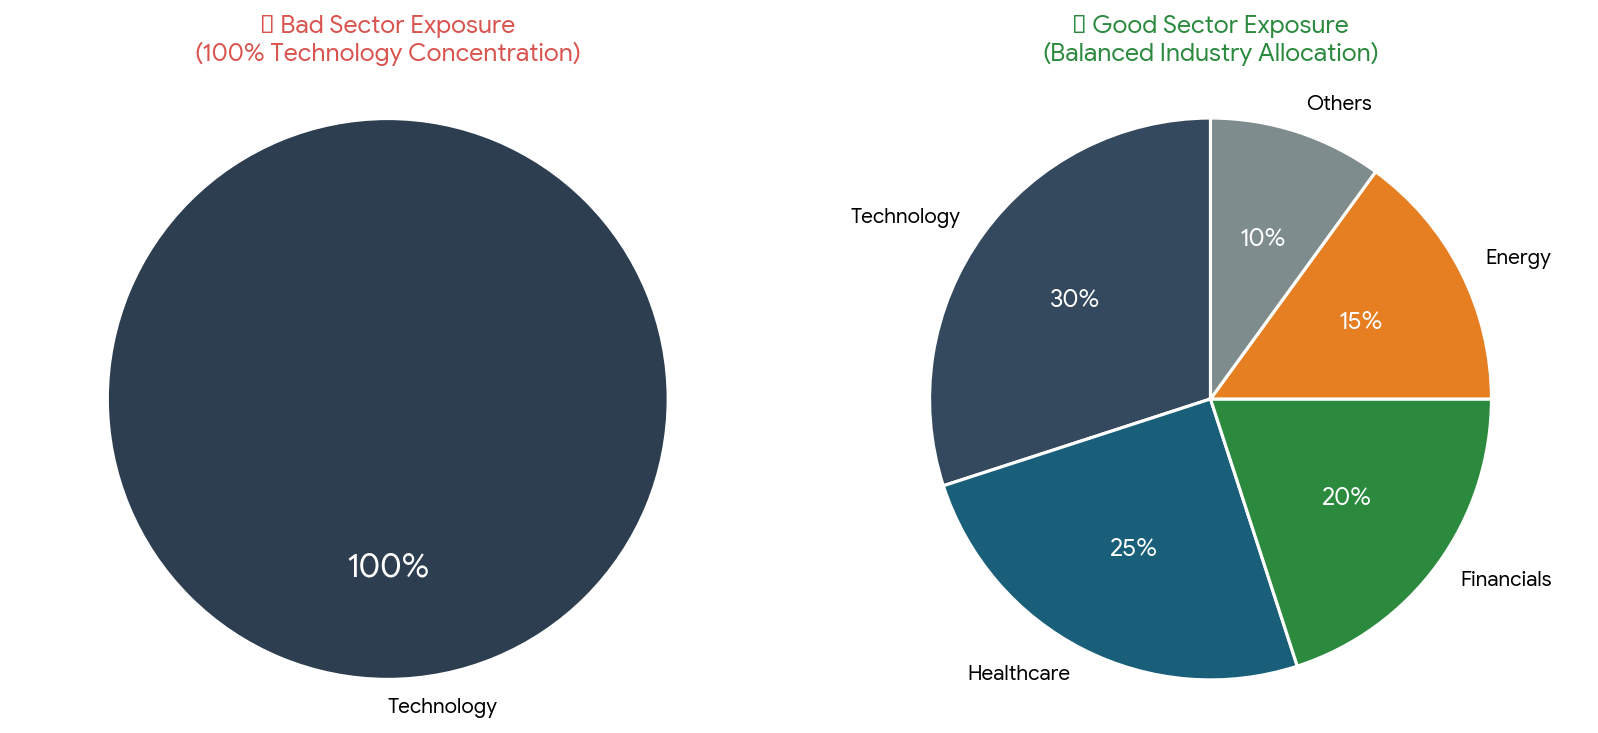 ▯ Bad Sector Exposure
(100% Technology Concentration)
100%
Technology
▯ Good Sector Exposure
(Balanced Industry Allocation)
Others
Technology
10%
Energy
30%
15%
20%
25%
Financials
Healthcare